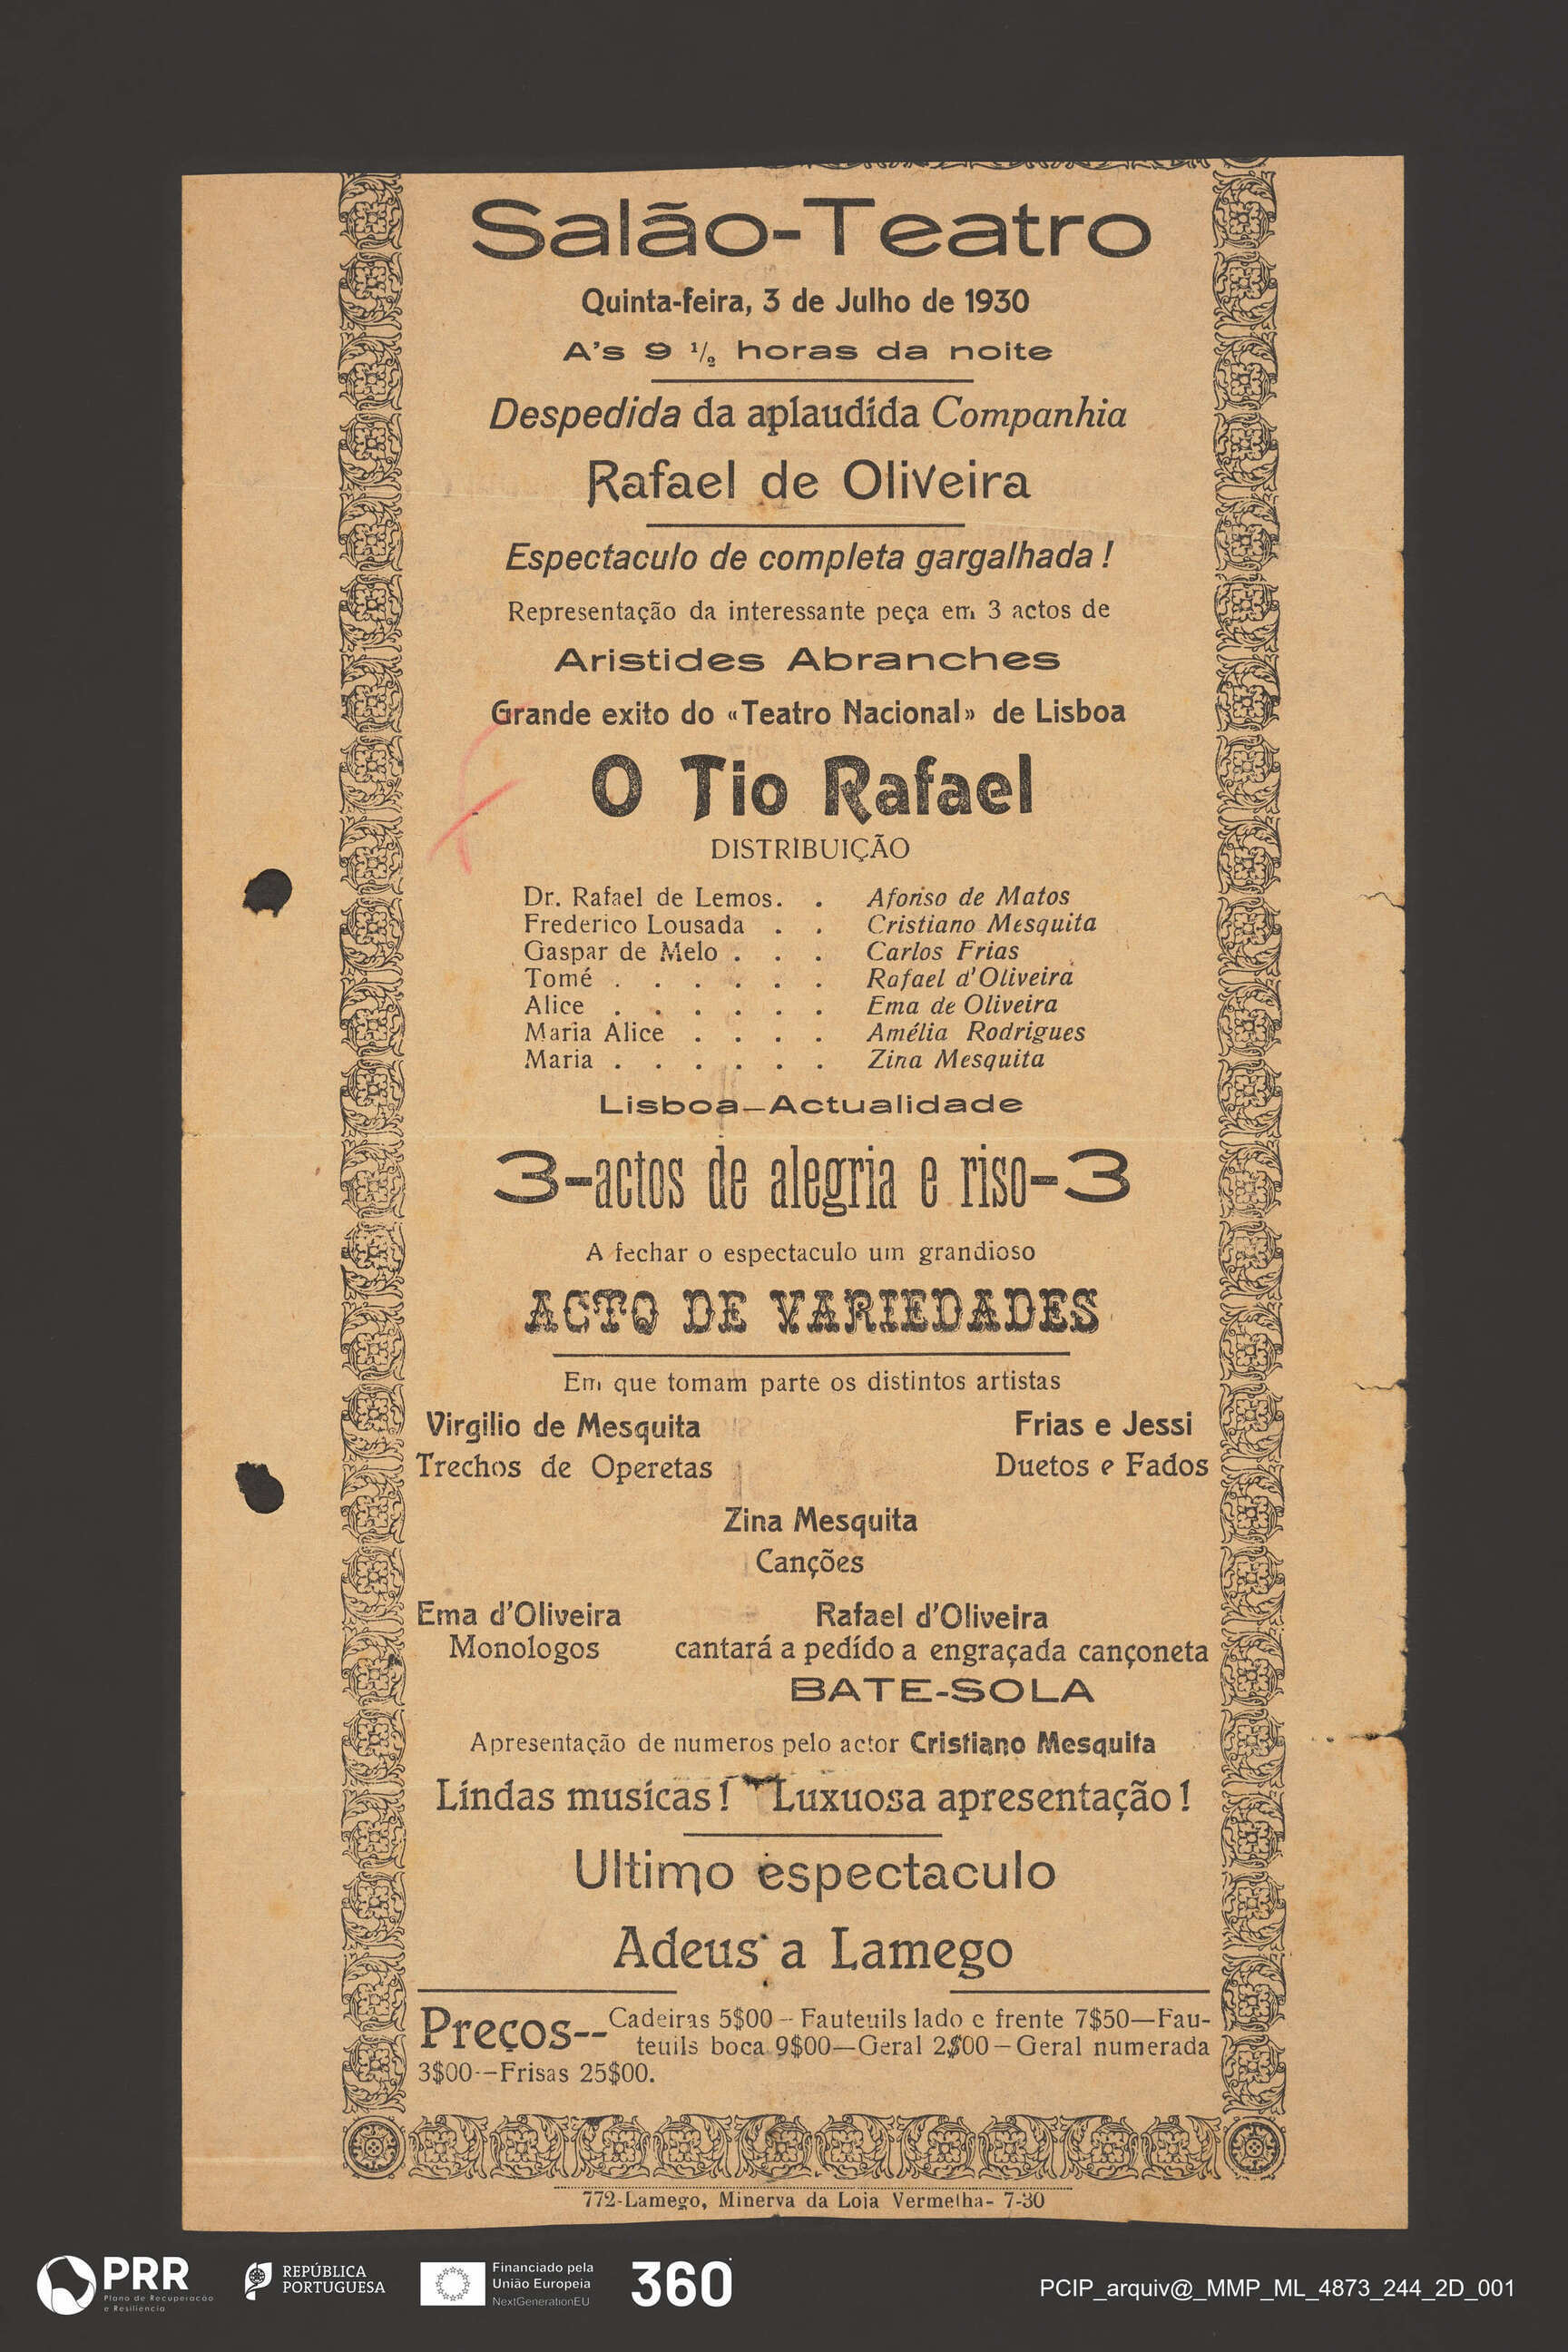 Salão-Teatro
Quinta-feira, 3 de Julho de 1930
A's 9 1/2 horas da noite
Despedida da aplaudida Companhia
Rafael de Oliveira
Espectaculo de completa gargalhada !
Representação da interessante peça em 3 actos de
Aristides Abranches
Grande exito do «Teatro Nacional» de Lisboa
O Tio Rafael
DISTRIBUIÇÃO
Dr. Rafael de Lemos. . Afonso de Matos
Frederico Lousada . . Cristiano Mesquita
Gaspar de Melo . . . Carlos Frias
Tomé . . . . . . Rafael d'Oliveira
Alice . . . . . . Ema de Oliveira
Maria Alice . . . . Amélia Rodrigues
Maria . . . . . . Zina Mesquita
Lisboa—Actualidade
3-actos de alegria e riso-3
A fechar o espectaculo um grandioso
ACTO DE VARIEDADES
Em que tomam parte os distintos artistas
Virgilio de Mesquita Frias e Jessi
Trechos de Operetas Duetos e Fados
Zina Mesquita
Canções
Ema d'Oliveira Rafael d'Oliveira
Monologos cantará a pedido a engraçada cançoneta
BATE-SOLA
Apresentação de numeros pelo actor Cristiano Mesquita
Lindas musicas ! Luxuosa apresentação !
Ultimo espectaculo
Adeus a Lamego
Preços--Cadeiras 5$00 – Fauteuils lado e frente 7$50—Fau-
teuils boca 9$00—Geral 2$00 – Geral numerada
3$00--Frisas 25$00.
772-Lamego, Minerva da Loja Vermelha- 7-30
PRR
Plano de Recuperação
e Resiliência
REPÚBLICA
PORTUGUESA
Financiado pela
União Europeia
NextGenerationEU
360°
PCIP_arquiv@_MMP_ML_4873_244_2D_001